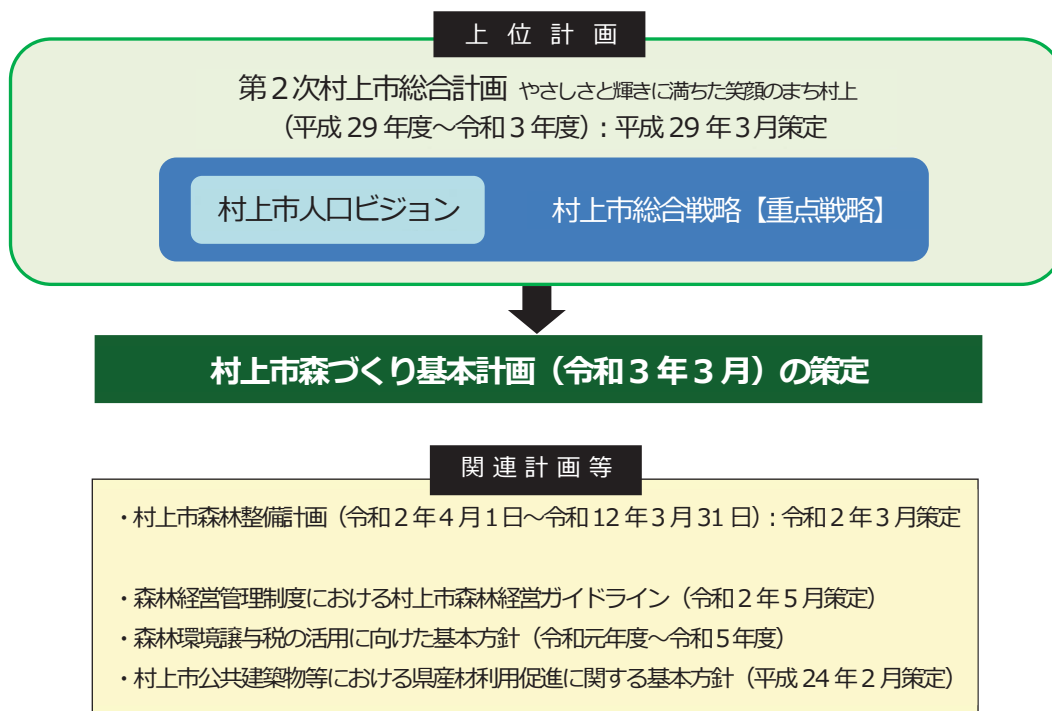 上位計画
第２次村上市総合計画 やさしさと輝きに満ちた笑顔のまち村上
（平成 29 年度～令和３年度）：平成 29 年３月策定
村上市人口ビジョン 村上市総合戦略【重点戦略】
村上市森づくり基本計画（令和３年３月）の策定
関連計画等
・村上市森林整備計画（令和２年４月１日～令和 12 年３月 31 日）：令和２年３月策定
・森林経営管理制度における村上市森林経営ガイドライン（令和２年５月策定）
・森林環境譲与税の活用に向けた基本方針（令和元年度～令和５年度）
・村上市公共建築物等における県産材利用促進に関する基本方針（平成 24 年２月策定）